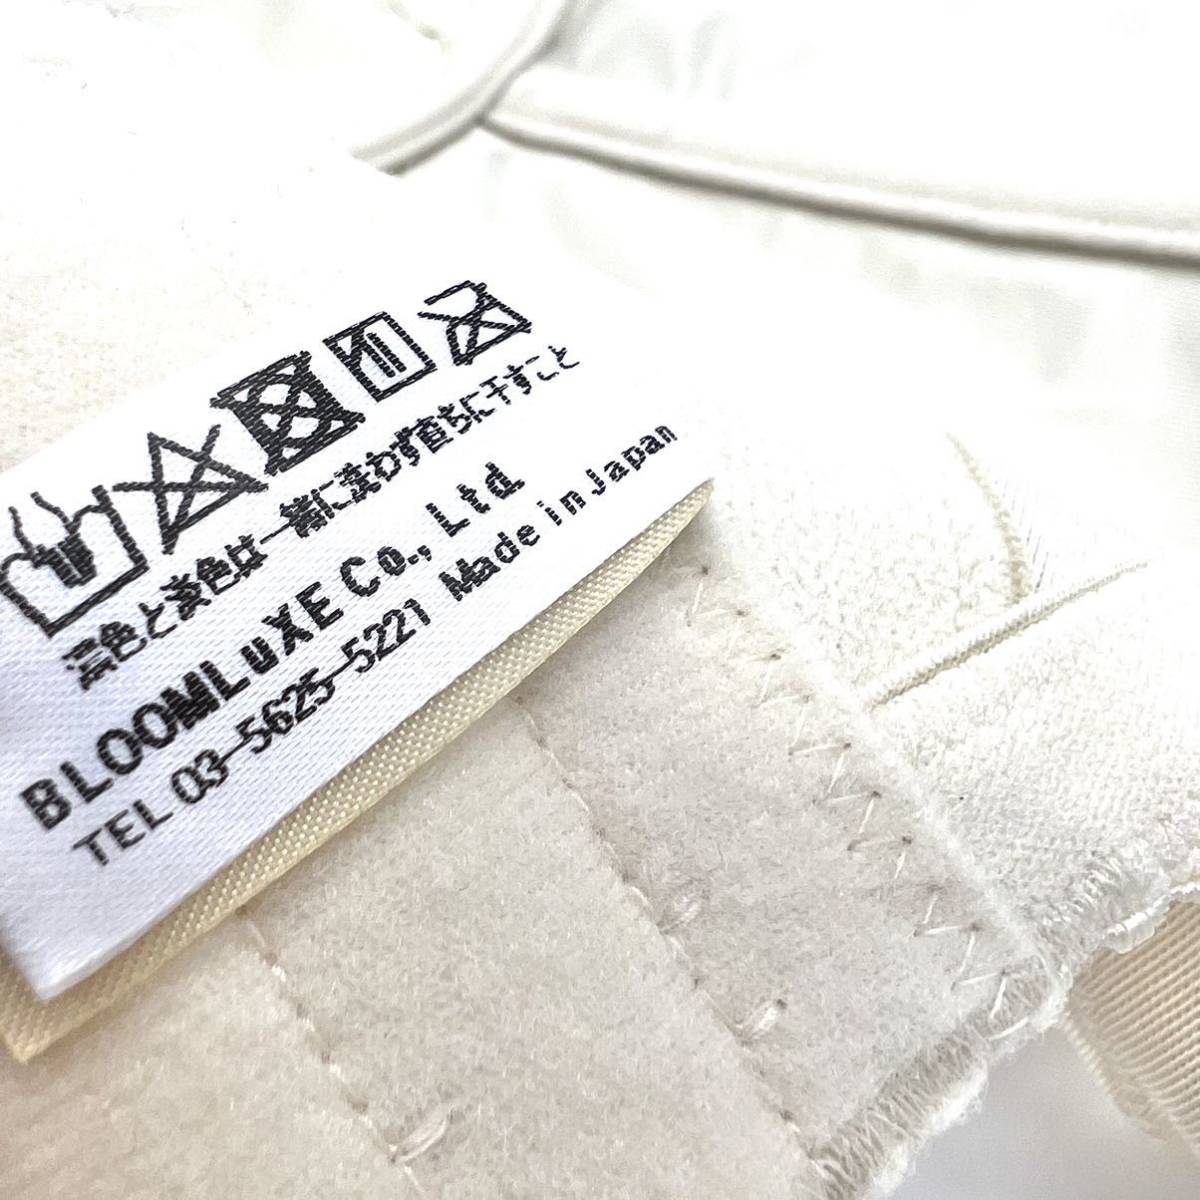 濃色と淡色は一緒に洗わず直ちに干すこと
BLOOMLUXE Co., Ltd.
TEL 03-5625-5221 Made in Japan